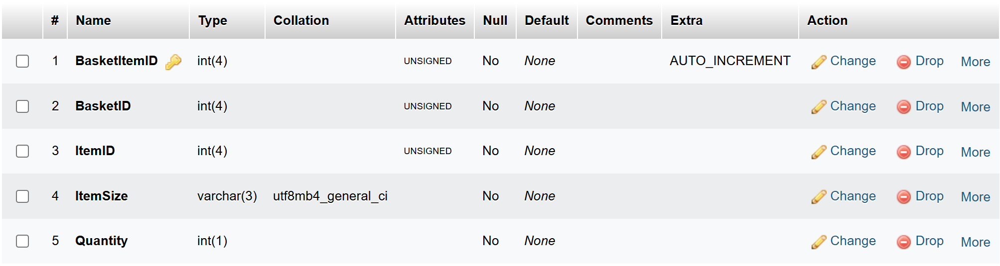 # Name Type Collation Attributes Null Default Comments Extra Action
1 BasketItemID int(4) UNSIGNED No None AUTO_INCREMENT Change Drop More
2 BasketID int(4) UNSIGNED No None Change Drop More
3 ItemID int(4) UNSIGNED No None Change Drop More
4 ItemSize varchar(3) utf8mb4_general_ci No None Change Drop More
5 Quantity int(1) No None Change Drop More